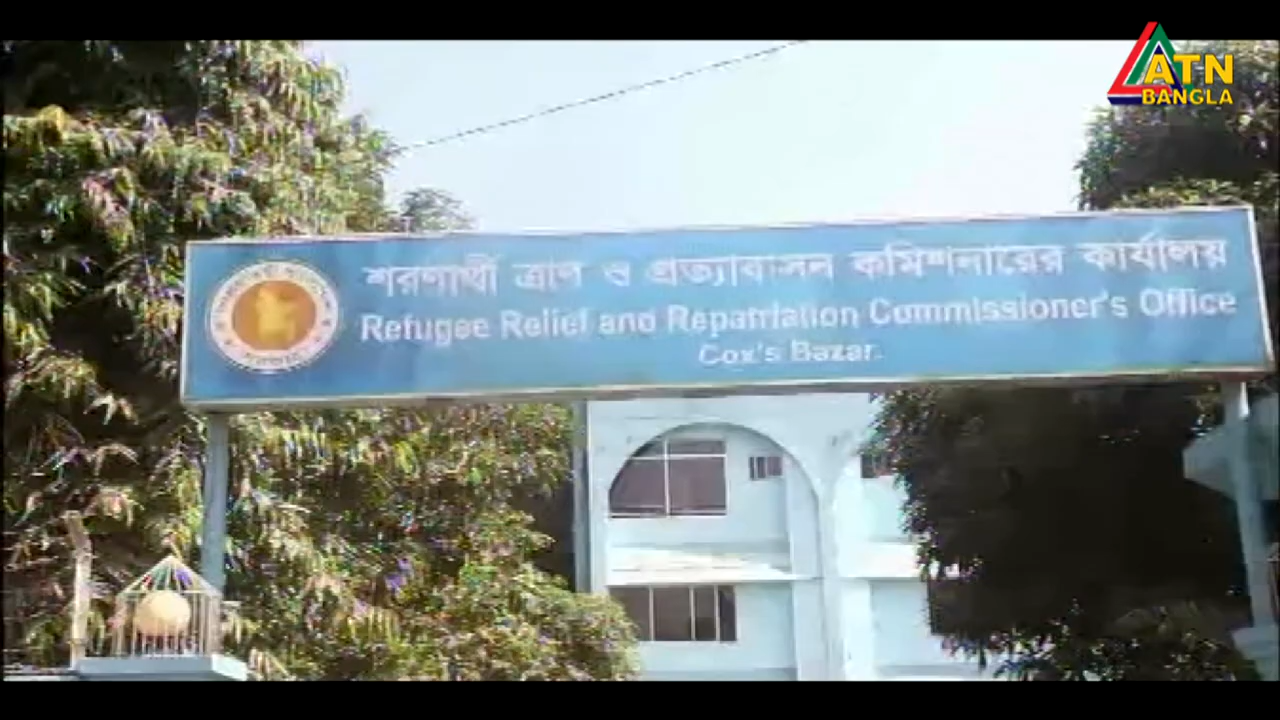 ATN
BANGLA
শরণার্থী ত্রাণ ও প্রত্যাবাসন কমিশনারের কার্যালয়
Refugee Relief and Repatriation Commissioner's Office
Cox's Bazar.